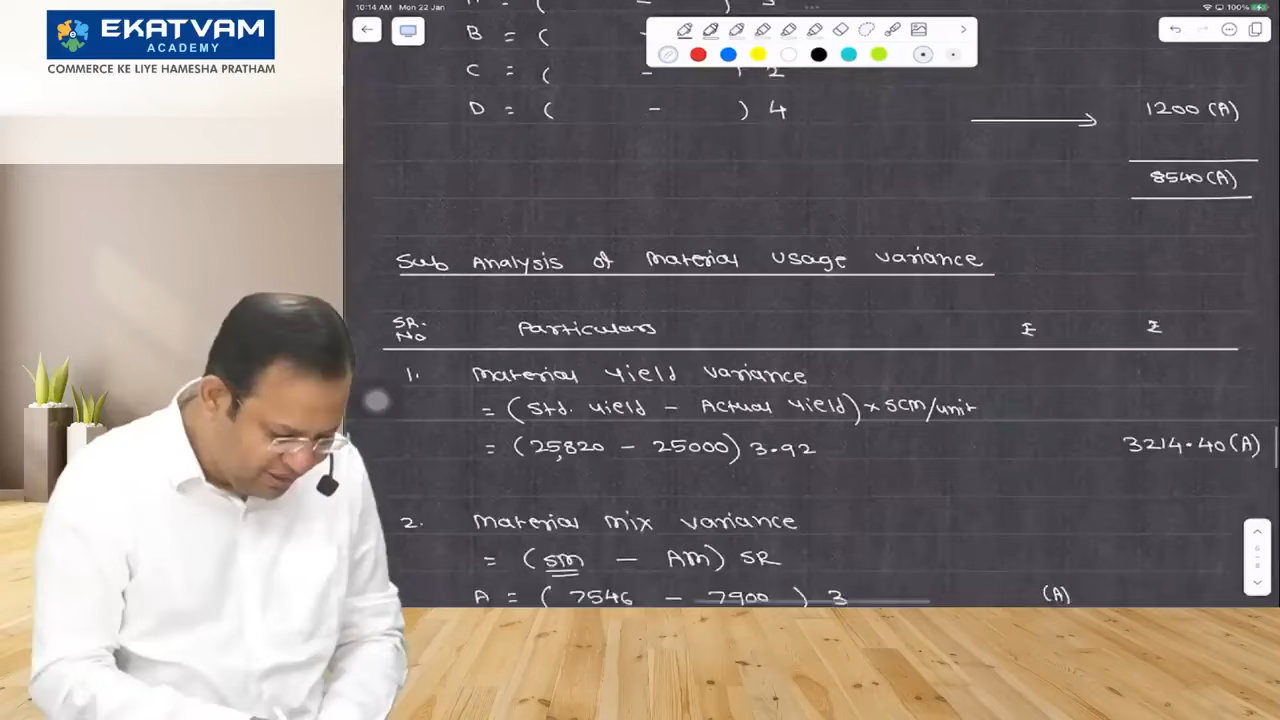 EKATVAM
ACADEMY
COMMERCE KE LIYE HAMESHA PRATHAM
10:14 AM Mon 22 Jan
100%
B = ( -
C = ( - ) 2
D = ( - ) 4 1200 (A)
8540 (A)
Sub Analysis of Material Usage Variance
SR. NO Particulars ₹ ₹
1. Material Yield Variance
= (Std. Yield - Actual Yield) × SCM/unit
= (25,820 - 25000) 3.92 3214.40 (A)
2. Material Mix Variance
= (SM - AM) SR
A = ( 7546 - 7900 ) 3 (A)